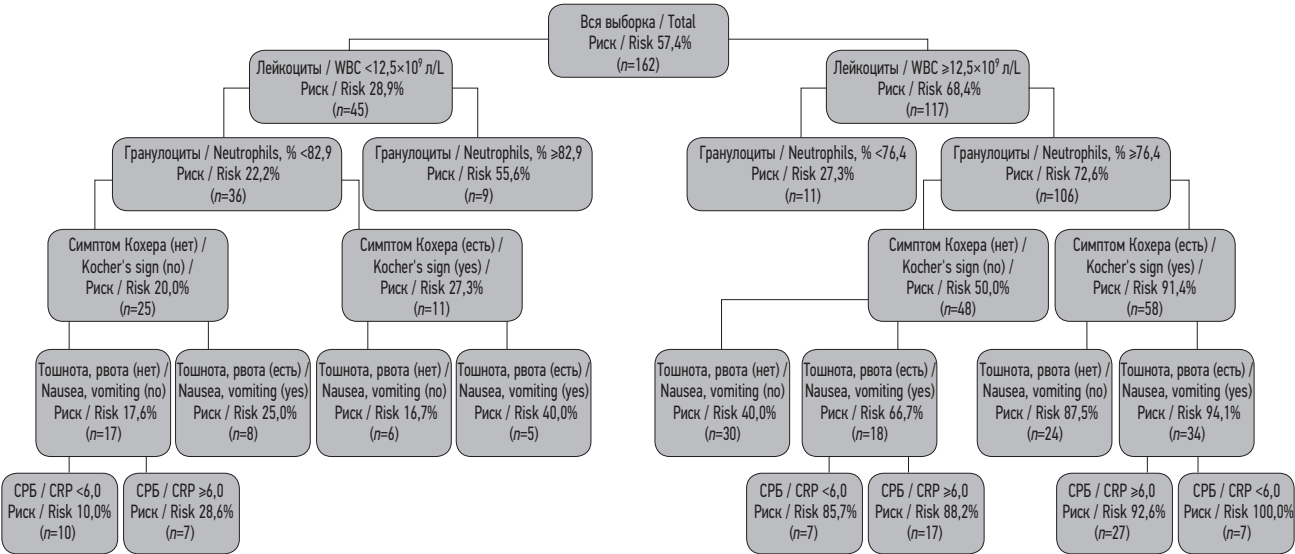 Вся выборка / Total
Риск / Risk 57,4%
(n=162)
Лейкоциты / WBC <12,5×10⁹ л/L
Риск / Risk 28,9%
(n=45)
Лейкоциты / WBC ⩾12,5×10⁹ л/L
Риск / Risk 68,4%
(n=117)
Гранулоциты / Neutrophils, % <82,9
Риск / Risk 22,2%
(n=36)
Гранулоциты / Neutrophils, % ⩾82,9
Риск / Risk 55,6%
(n=9)
Гранулоциты / Neutrophils, % <76,4
Риск / Risk 27,3%
(n=11)
Гранулоциты / Neutrophils, % ⩾76,4
Риск / Risk 72,6%
(n=106)
Симптом Кохера (нет) /
Kocher's sign (no) /
Риск / Risk 20,0%
(n=25)
Симптом Кохера (есть) /
Kocher's sign (yes) /
Риск / Risk 27,3%
(n=11)
Симптом Кохера (нет) /
Kocher's sign (no) /
Риск / Risk 50,0%
(n=48)
Симптом Кохера (есть) /
Kocher's sign (yes) /
Риск / Risk 91,4%
(n=58)
Тошнота, рвота (нет) /
Nausea, vomiting (no)
Риск / Risk 17,6%
(n=17)
Тошнота, рвота (есть) /
Nausea, vomiting (yes)
Риск / Risk 25,0%
(n=8)
Тошнота, рвота (нет) /
Nausea, vomiting (no)
Риск / Risk 16,7%
(n=6)
Тошнота, рвота (есть) /
Nausea, vomiting (yes)
Риск / Risk 40,0%
(n=5)
Тошнота, рвота (нет) /
Nausea, vomiting (no)
Риск / Risk 40,0%
(n=30)
Тошнота, рвота (есть) /
Nausea, vomiting (yes)
Риск / Risk 66,7%
(n=18)
Тошнота, рвота (нет) /
Nausea, vomiting (no)
Риск / Risk 87,5%
(n=24)
Тошнота, рвота (есть) /
Nausea, vomiting (yes)
Риск / Risk 94,1%
(n=34)
СРБ / CRP <6,0
Риск / Risk 10,0%
(n=10)
СРБ / CRP ⩾6,0
Риск / Risk 28,6%
(n=7)
СРБ / CRP <6,0
Риск / Risk 85,7%
(n=7)
СРБ / CRP ⩾6,0
Риск / Risk 88,2%
(n=17)
СРБ / CRP ⩾6,0
Риск / Risk 92,6%
(n=27)
СРБ / CRP <6,0
Риск / Risk 100,0%
(n=7)